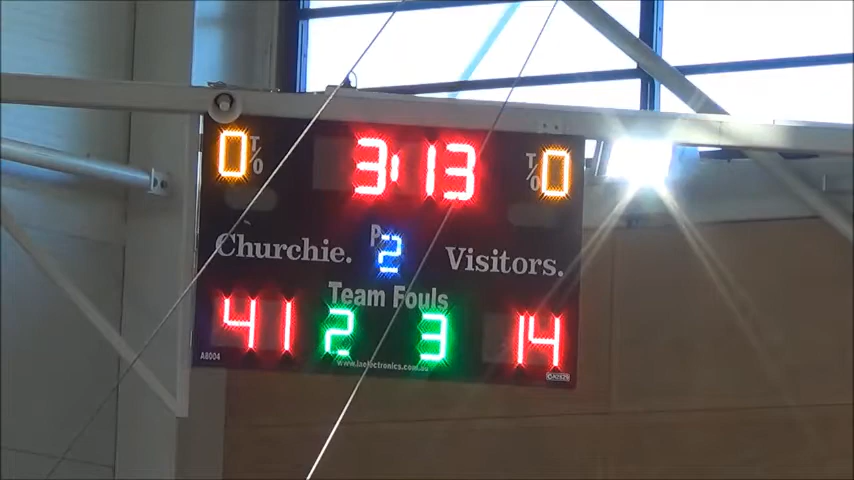 0 T/O 3:13 T/O 0
P 2
Churchie. Visitors.
Team Fouls
41 2 3 14
A8004 www.iaelectronics.com.au